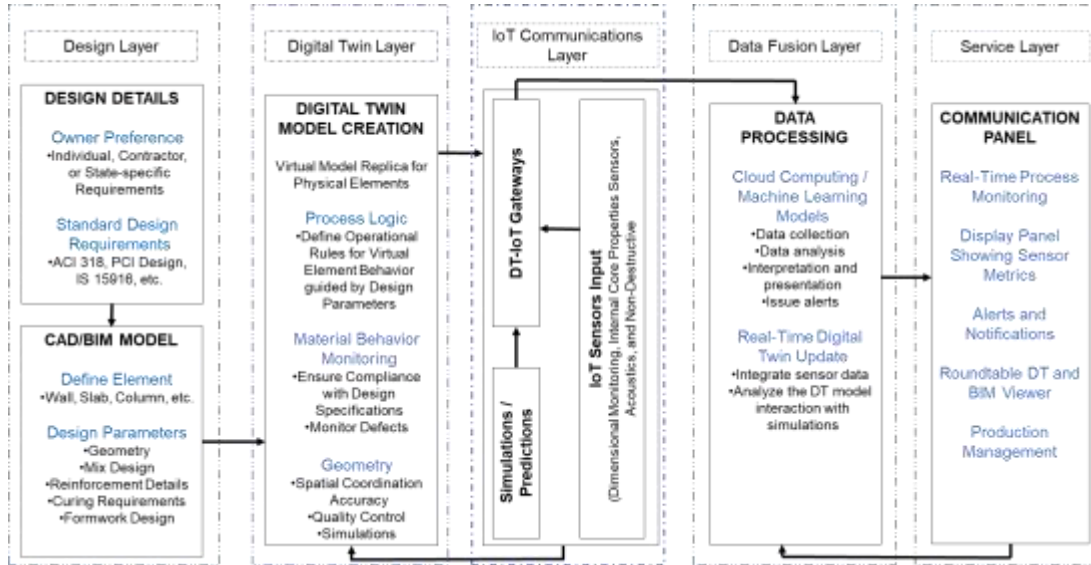 Design Layer
DESIGN DETAILS
Owner Preference
•Individual, Contractor,
or State-specific
Requirements
Standard Design
Requirements
•ACI 318, PCI Design,
IS 15916, etc.
CAD/BIM MODEL
Define Element
•Wall, Slab, Column, etc.
Design Parameters
•Geometry
•Mix Design
•Reinforcement Details
•Curing Requirements
•Formwork Design
Digital Twin Layer
DIGITAL TWIN
MODEL CREATION
Virtual Model Replica for
Physical Elements
Process Logic
•Define Operational
Rules for Virtual
Element Behavior
guided by Design
Parameters
Material Behavior
Monitoring
•Ensure Compliance
with Design
Specifications
•Monitor Defects
Geometry
•Spatial Coordination
Accuracy
•Quality Control
•Simulations
IoT Communications
Layer
DT-IoT Gateways
Simulations /
Predictions
IoT Sensors Input
(Dimensional Monitoring, Internal Core Properties Sensors,
Acoustics, and Non-Destructive
Data Fusion Layer
DATA
PROCESSING
Cloud Computing /
Machine Learning
Models
•Data collection
•Data analysis
•Interpretation and
presentation
•Issue alerts
Real-Time Digital
Twin Update
•Integrate sensor data
•Analyze the DT model
interaction with
simulations
Service Layer
COMMUNICATION
PANEL
Real-Time Process
Monitoring
Display Panel
Showing Sensor
Metrics
Alerts and
Notifications
Roundtable DT and
BIM Viewer
Production
Management